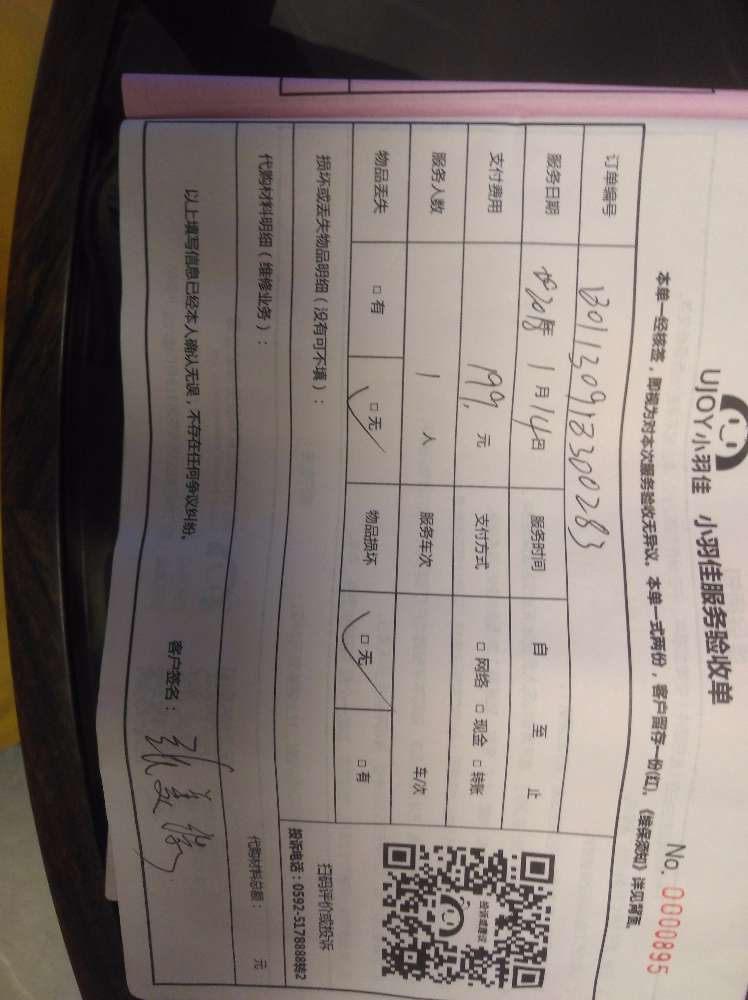 UJOY小羽佳 小羽佳服务验收单
No. 0000895
本单一经核签，即视为对本次服务验收无异议。本单一式两份，客户留存一份(红)。《维保须知》详见背面。
订单编号
服务日期 2018年 1月14日 服务时间 自 至 止
支付费用 199. 元 支付方式 □ 网络 □ 现金 □ 转账
服务人数 1 人 服务车次 车/次
物品丢失 □ 有 □ 无 物品损坏 □ 无 □ 有
损坏或丢失物品明细（没有可不填）：
代购材料明细（维修业务）：
代购材料总额： 元
投诉或建议
扫码评价或投诉
投诉电话：0592-5178888转2
以上填写信息已经本人确认无误，不存在任何争议纠纷。
客户签名：